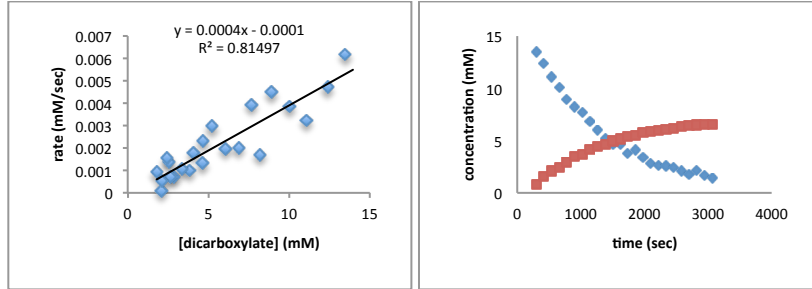 y = 0.0004x - 0.0001
R² = 0.81497
rate (mM/sec)
0.007
0.006
0.005
0.004
0.003
0.002
0.001
0
0 5 10 15
[dicarboxylate] (mM)
concentration (mM)
15
10
5
0
0 1000 2000 3000 4000
time (sec)